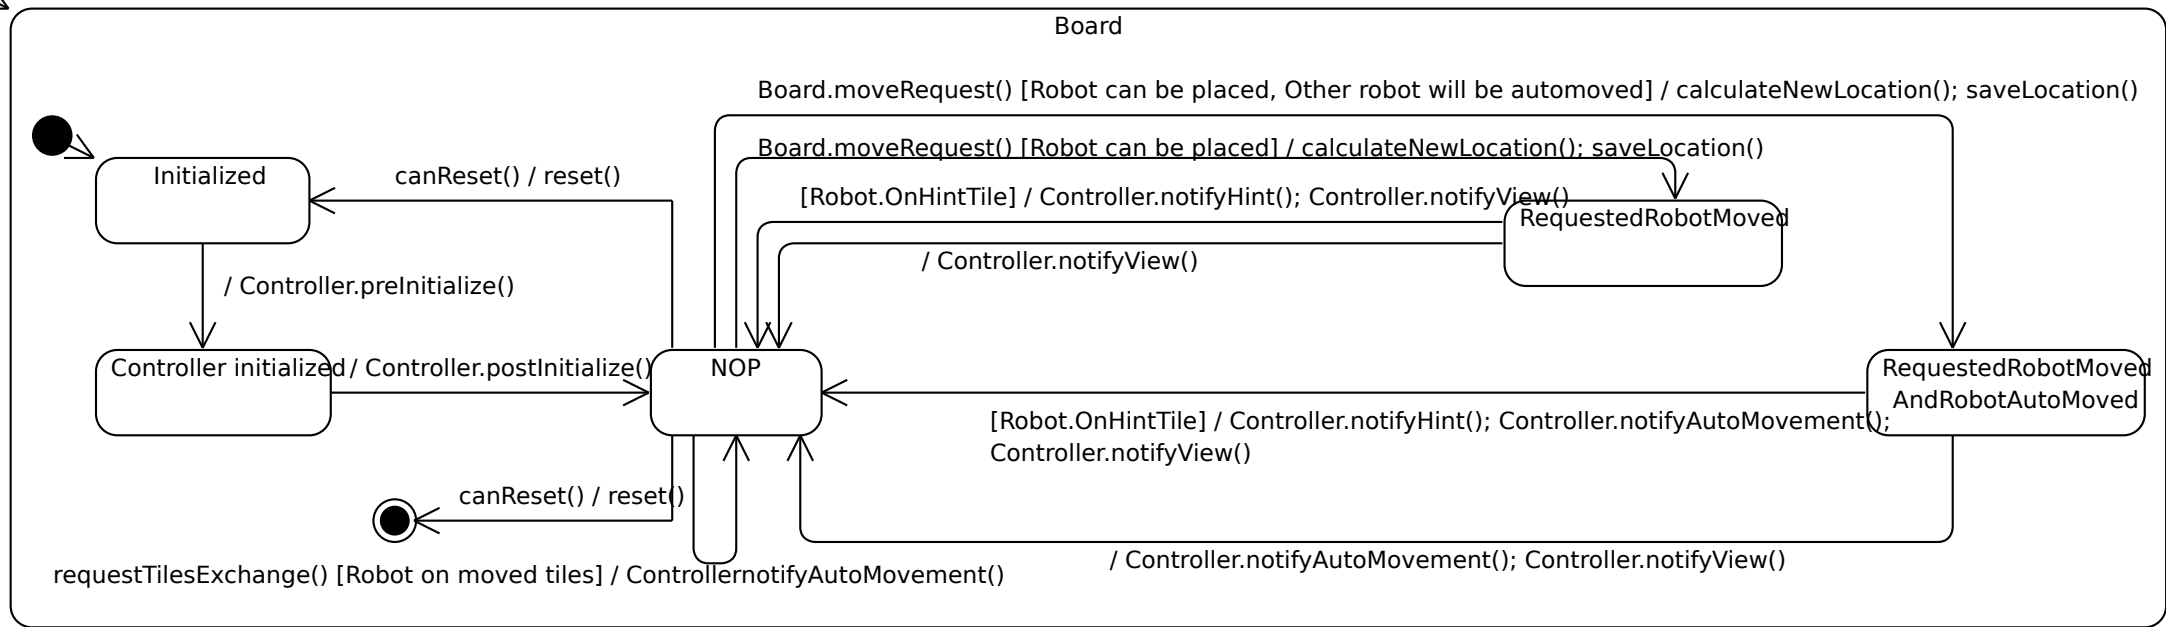 Board
Board.moveRequest() [Robot can be placed, Other robot will be automoved] / calculateNewLocation(); saveLocation()
Board.moveRequest() [Robot can be placed] / calculateNewLocation(); saveLocation()
Initialized
canReset() / reset()
[Robot.OnHintTile] / Controller.notifyHint(); Controller.notifyView()
RequestedRobotMoved
/ Controller.notifyView()
/ Controller.preInitialize()
Controller initialized
/ Controller.postInitialize()
NOP
RequestedRobotMoved
AndRobotAutoMoved
[Robot.OnHintTile] / Controller.notifyHint(); Controller.notifyAutoMovement();
Controller.notifyView()
canReset() / reset()
/ Controller.notifyAutoMovement(); Controller.notifyView()
requestTilesExchange() [Robot on moved tiles] / ControllernotifyAutoMovement()